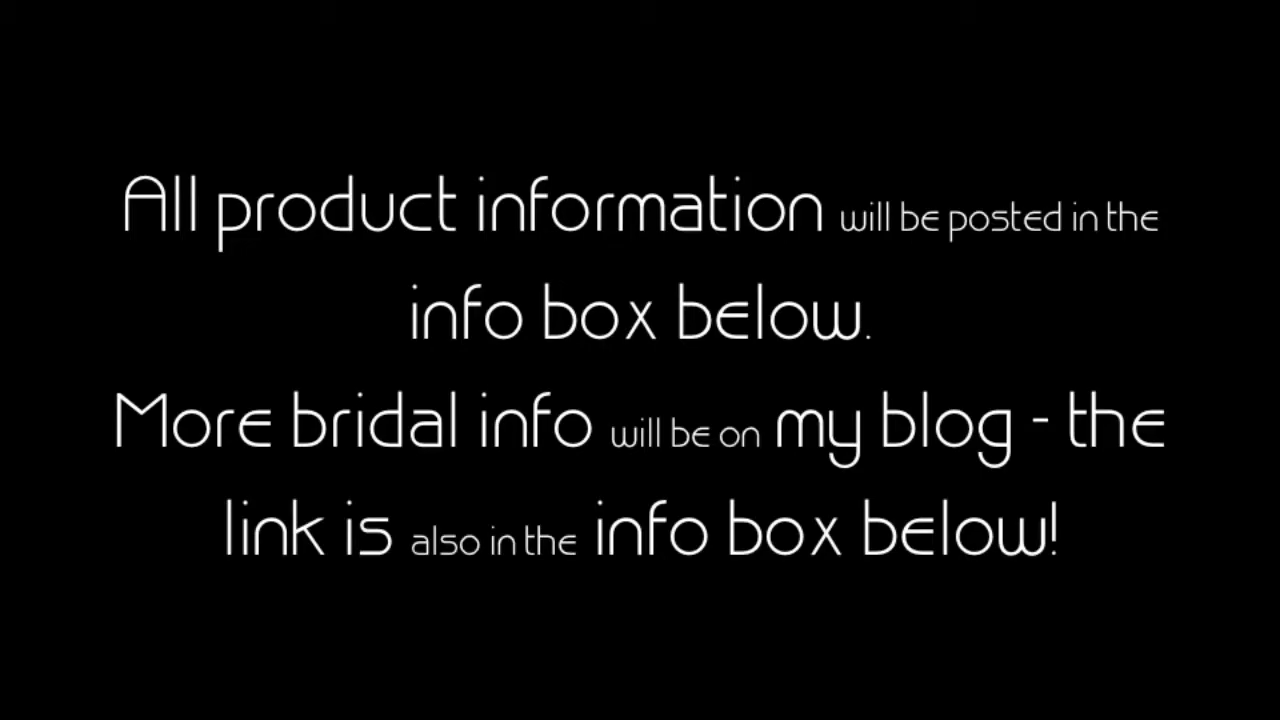 All product information will be posted in the
info box below.
More bridal info will be on my blog - the
link is also in the info box below!